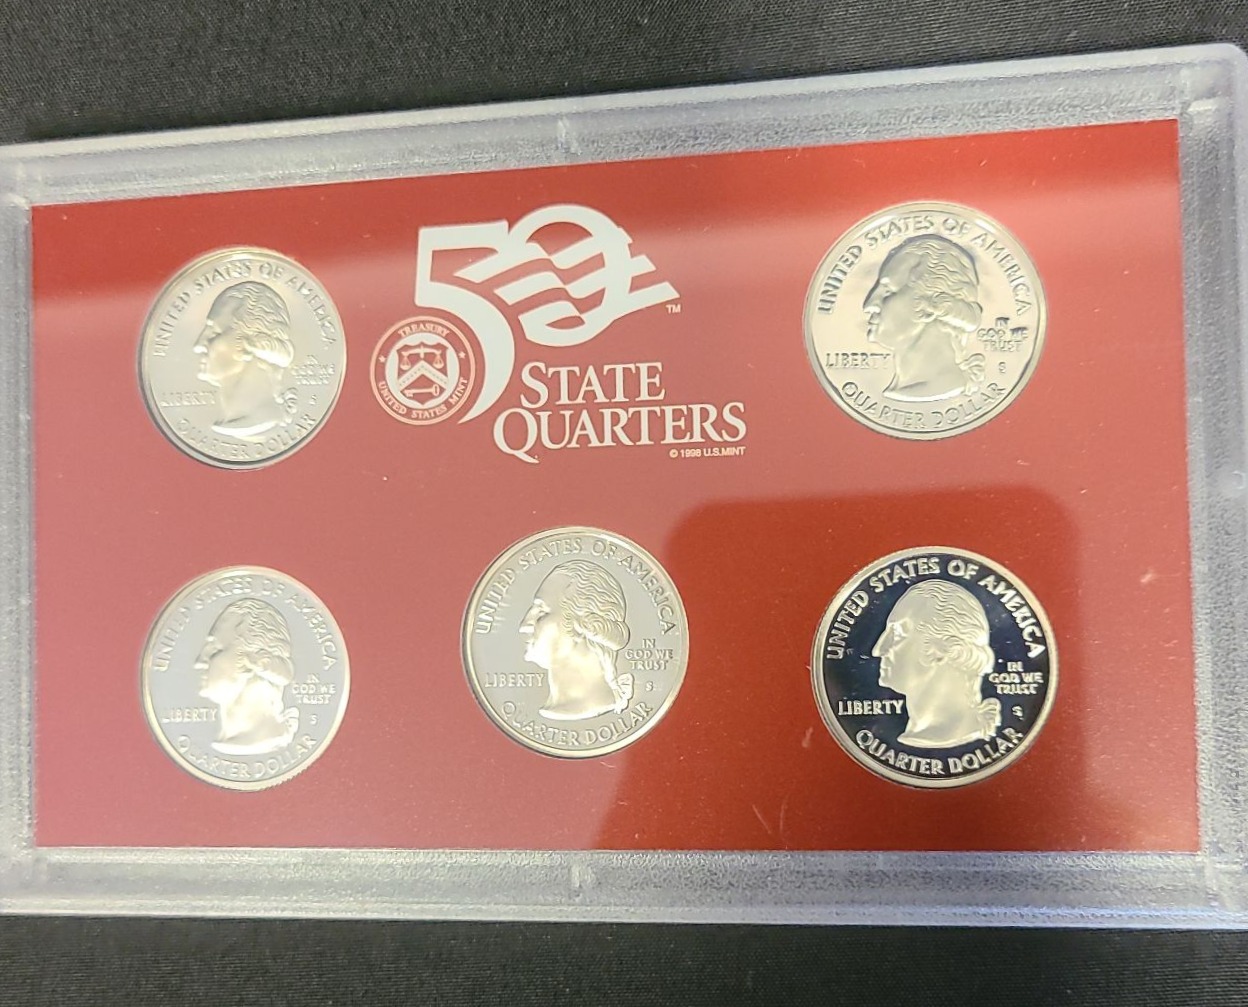 50
TM
TREASURY
UNITED STATES MINT
STATE
QUARTERS
© 1998 U.S.MINT
UNITED STATES OF AMERICA
IN
GOD WE
TRUST
LIBERTY
S
QUARTER DOLLAR
UNITED STATES OF AMERICA
IN
GOD WE
TRUST
LIBERTY
S
QUARTER DOLLAR
UNITED STATES OF AMERICA
IN
GOD WE
TRUST
LIBERTY
S
QUARTER DOLLAR
UNITED STATES OF AMERICA
IN
GOD WE
TRUST
LIBERTY
S
QUARTER DOLLAR
UNITED STATES OF AMERICA
IN
GOD WE
TRUST
LIBERTY
S
QUARTER DOLLAR